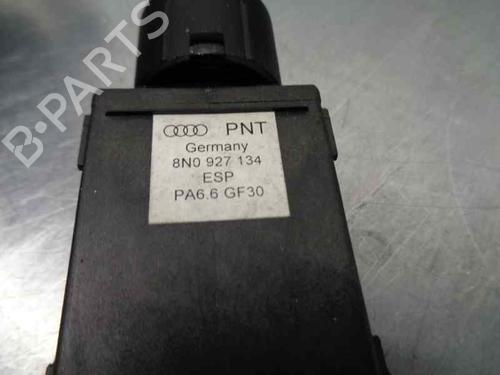 B-PARTS
PNT
Germany
8N0 927 134
ESP
PA6.6 GF30